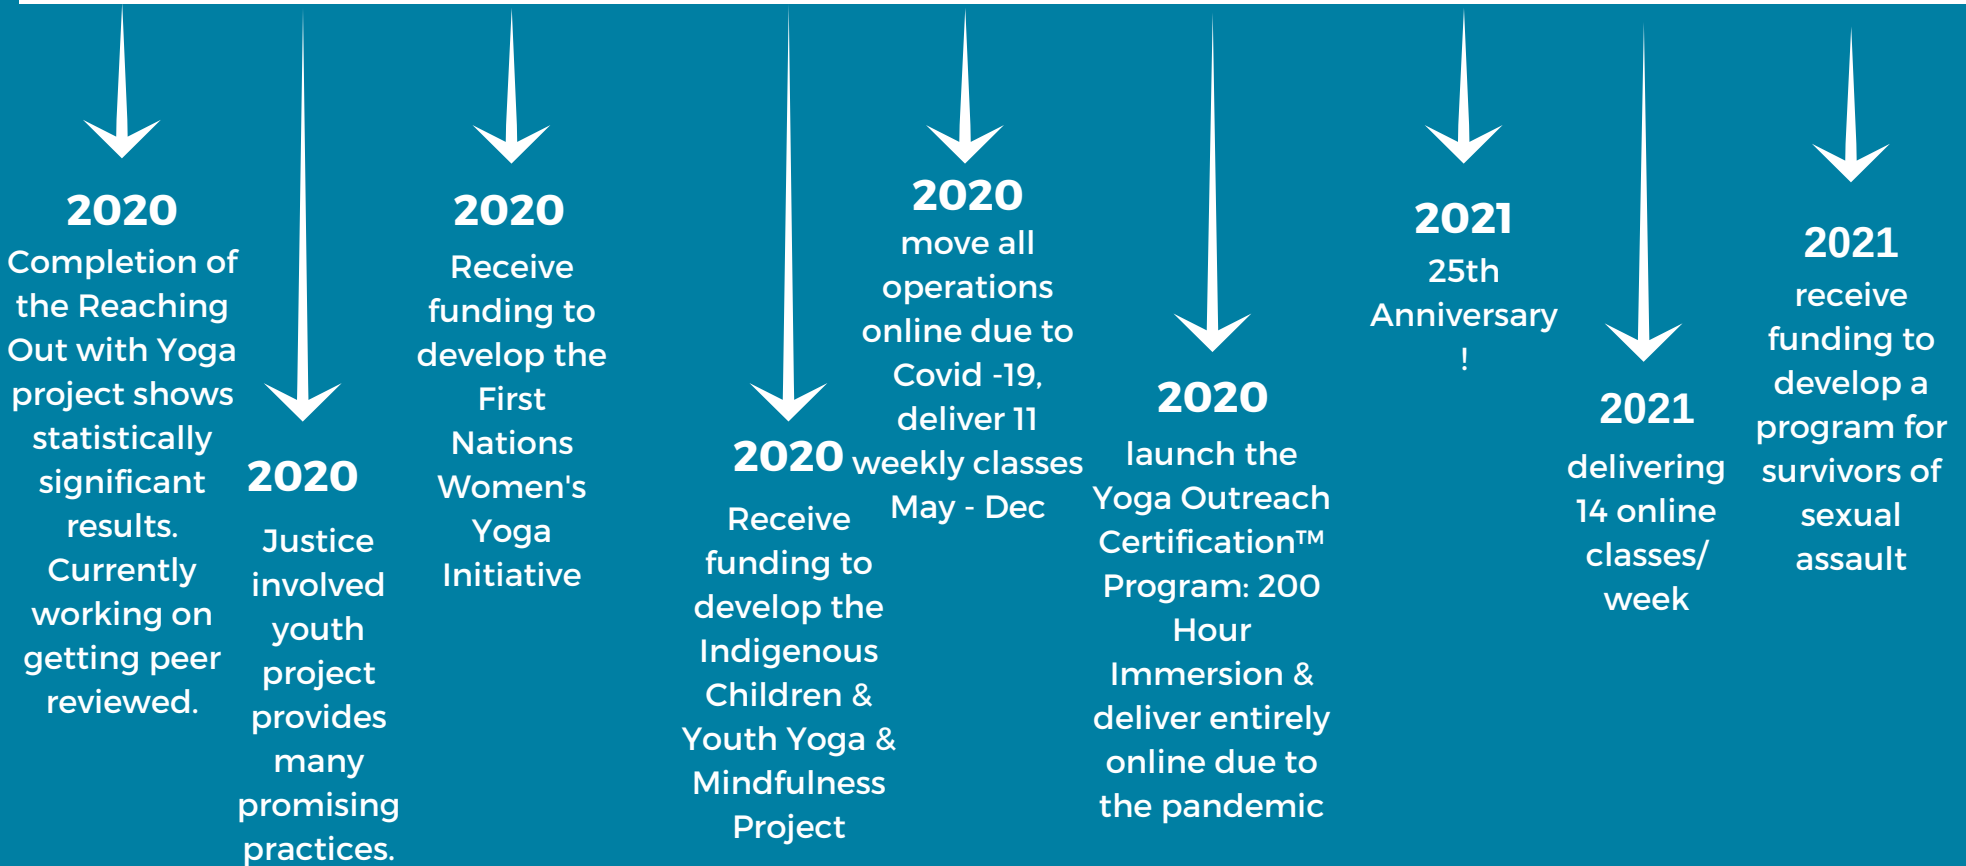 2020
Completion of
the Reaching
Out with Yoga
project shows
statistically
significant
results.
Currently
working on
getting peer
reviewed.
2020
Justice
involved
youth
project
provides
many
promising
practices.
2020
Receive
funding to
develop the
First
Nations
Women's
Yoga
Initiative
2020
Receive
funding to
develop the
Indigenous
Children &
Youth Yoga &
Mindfulness
Project
2020
move all
operations
online due to
Covid -19,
deliver 11
weekly classes
May - Dec
2020
launch the
Yoga Outreach
Certification™
Program: 200
Hour
Immersion &
deliver entirely
online due to
the pandemic
2021
25th
Anniversary
!
2021
delivering
14 online
classes/
week
2021
receive
funding to
develop a
program for
survivors of
sexual
assault